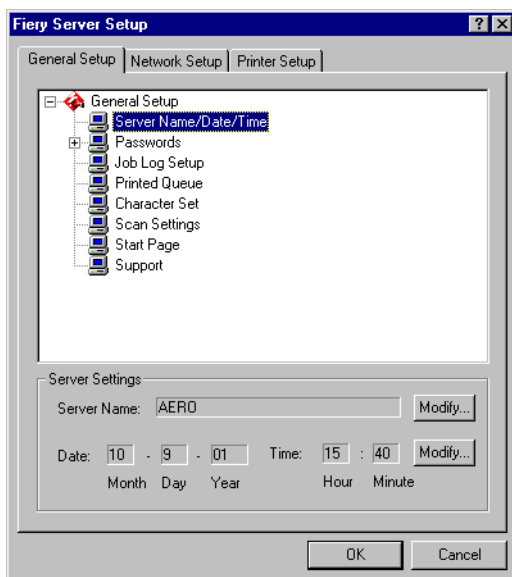 Fiery Server Setup
General Setup Network Setup Printer Setup
General Setup
Server Name/Date/Time
Passwords
Job Log Setup
Printed Queue
Character Set
Scan Settings
Start Page
Support
Server Settings
Server Name: AERO Modify...
Date: 10 - 9 - 01 Time: 15 : 40 Modify...
Month Day Year Hour Minute
OK Cancel